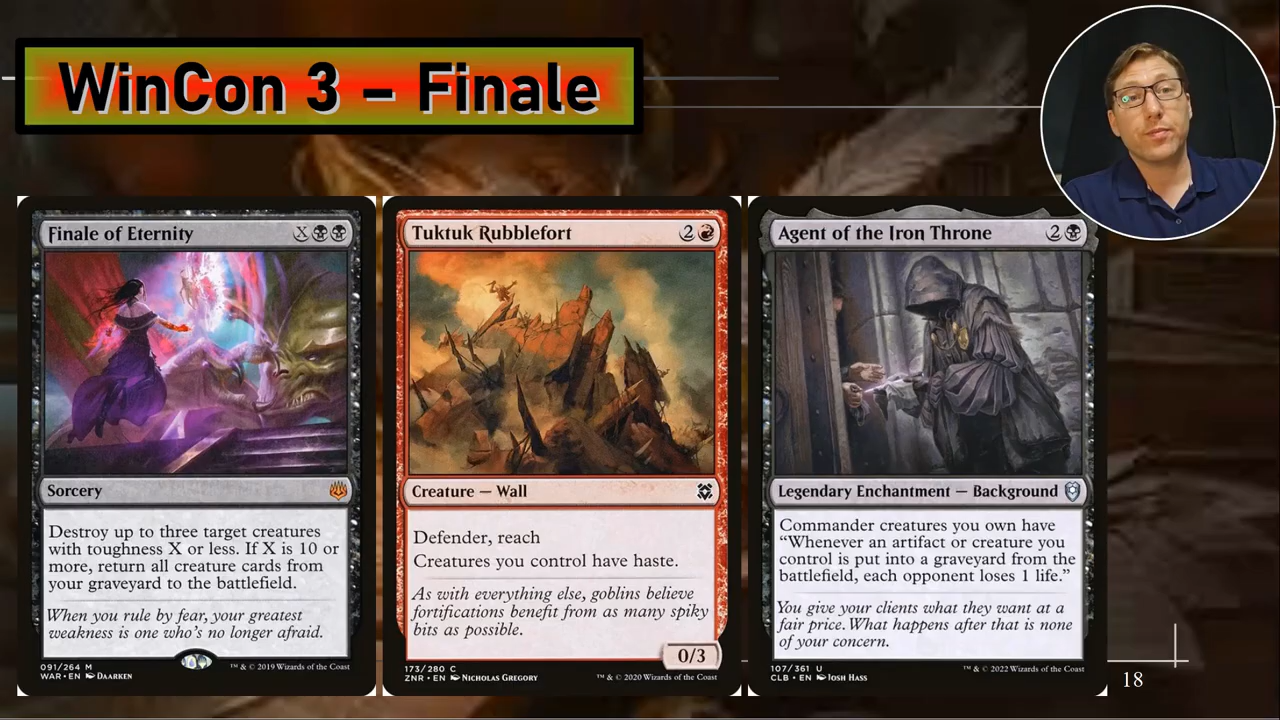 WinCon 3 – Finale
Finale of Eternity
X
Sorcery
Destroy up to three target creatures
with toughness X or less. If X is 10 or
more, return all creature cards from
your graveyard to the battlefield.
When you rule by fear, your greatest
weakness is one who's no longer afraid.
091/264 M
WAR • EN Daarken
™ & © 2019 Wizards of the Coast
Tuktuk Rubblefort
2
Creature — Wall
Defender, reach
Creatures you control have haste.
As with everything else, goblins believe
fortifications benefit from as many spiky
bits as possible.
0/3
173/280 C
ZNR • EN Nicholas Gregory
™ & © 2020 Wizards of the Coast
Agent of the Iron Throne
2
Legendary Enchantment — Background
Commander creatures you own have
“Whenever an artifact or creature you
control is put into a graveyard from the
battlefield, each opponent loses 1 life.”
You give your clients what they want at a
fair price. What happens after that is none
of your concern.
107/361 U
CLB • EN Josh Hass
™ & © 2022 Wizards of the Coast
18